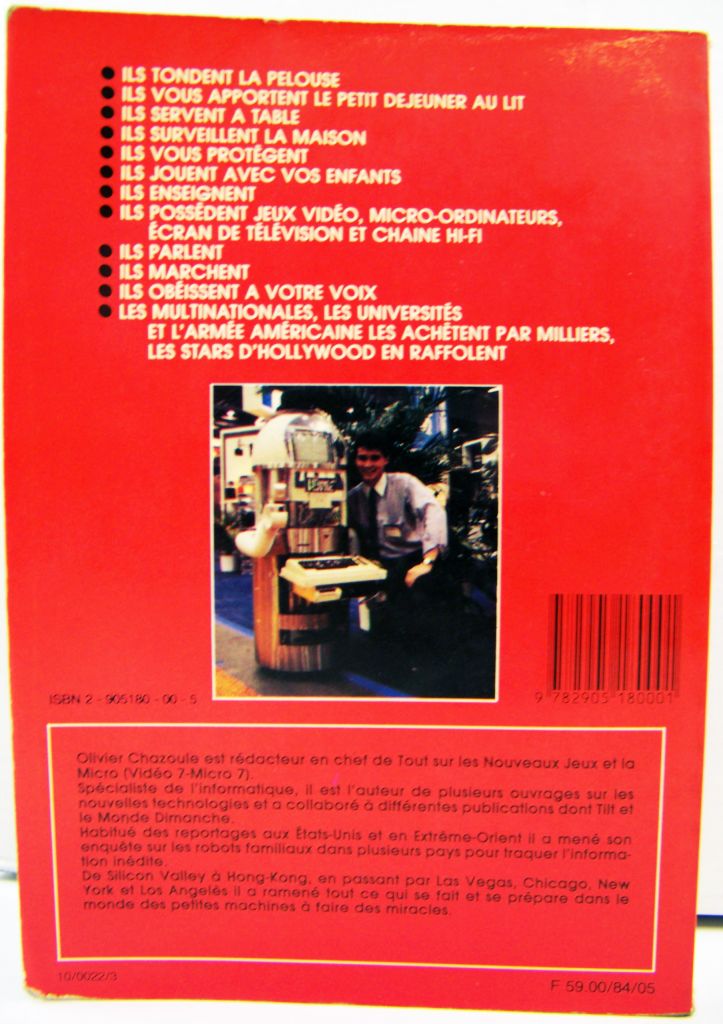 ● ILS TONDENT LA PELOUSE
● ILS VOUS APPORTENT LE PETIT DEJEUNER AU LIT
● ILS SERVENT A TABLE
● ILS SURVEILLENT LA MAISON
● ILS VOUS PROTÈGENT
● ILS JOUENT AVEC VOS ENFANTS
● ILS ENSEIGNENT
● ILS POSSÈDENT JEUX VIDÉO, MICRO-ORDINATEURS,
ÉCRAN DE TÉLÉVISION ET CHAINE HI-FI
● ILS PARLENT
● ILS MARCHENT
● ILS OBÉISSENT A VOTRE VOIX
● LES MULTINATIONALES, LES UNIVERSITÉS
ET L'ARMÉE AMÉRICAINE LES ACHÈTENT PAR MILLIERS,
LES STARS D'HOLLYWOOD EN RAFFOLENT
ISBN 2 - 905180 - 00 - 5
9 782905 180001
Olivier Chazoule est rédacteur en chef de Tout sur les Nouveaux Jeux et la
Micro (Vidéo 7-Micro 7).
Spécialiste de l'informatique, il est l'auteur de plusieurs ouvrages sur les
nouvelles technologies et a collaboré à différentes publications dont Tilt et
le Monde Dimanche.
Habitué des reportages aux États-Unis et en Extrême-Orient il a mené son
enquête sur les robots familiaux dans plusieurs pays pour traquer l'informa-
tion inédite.
De Silicon Valley à Hong-Kong, en passant par Las Vegas, Chicago, New
York et Los Angelès il a ramené tout ce qui se fait et se prépare dans le
monde des petites machines à faire des miracles.
10/0022/3
F 59.00/84/05